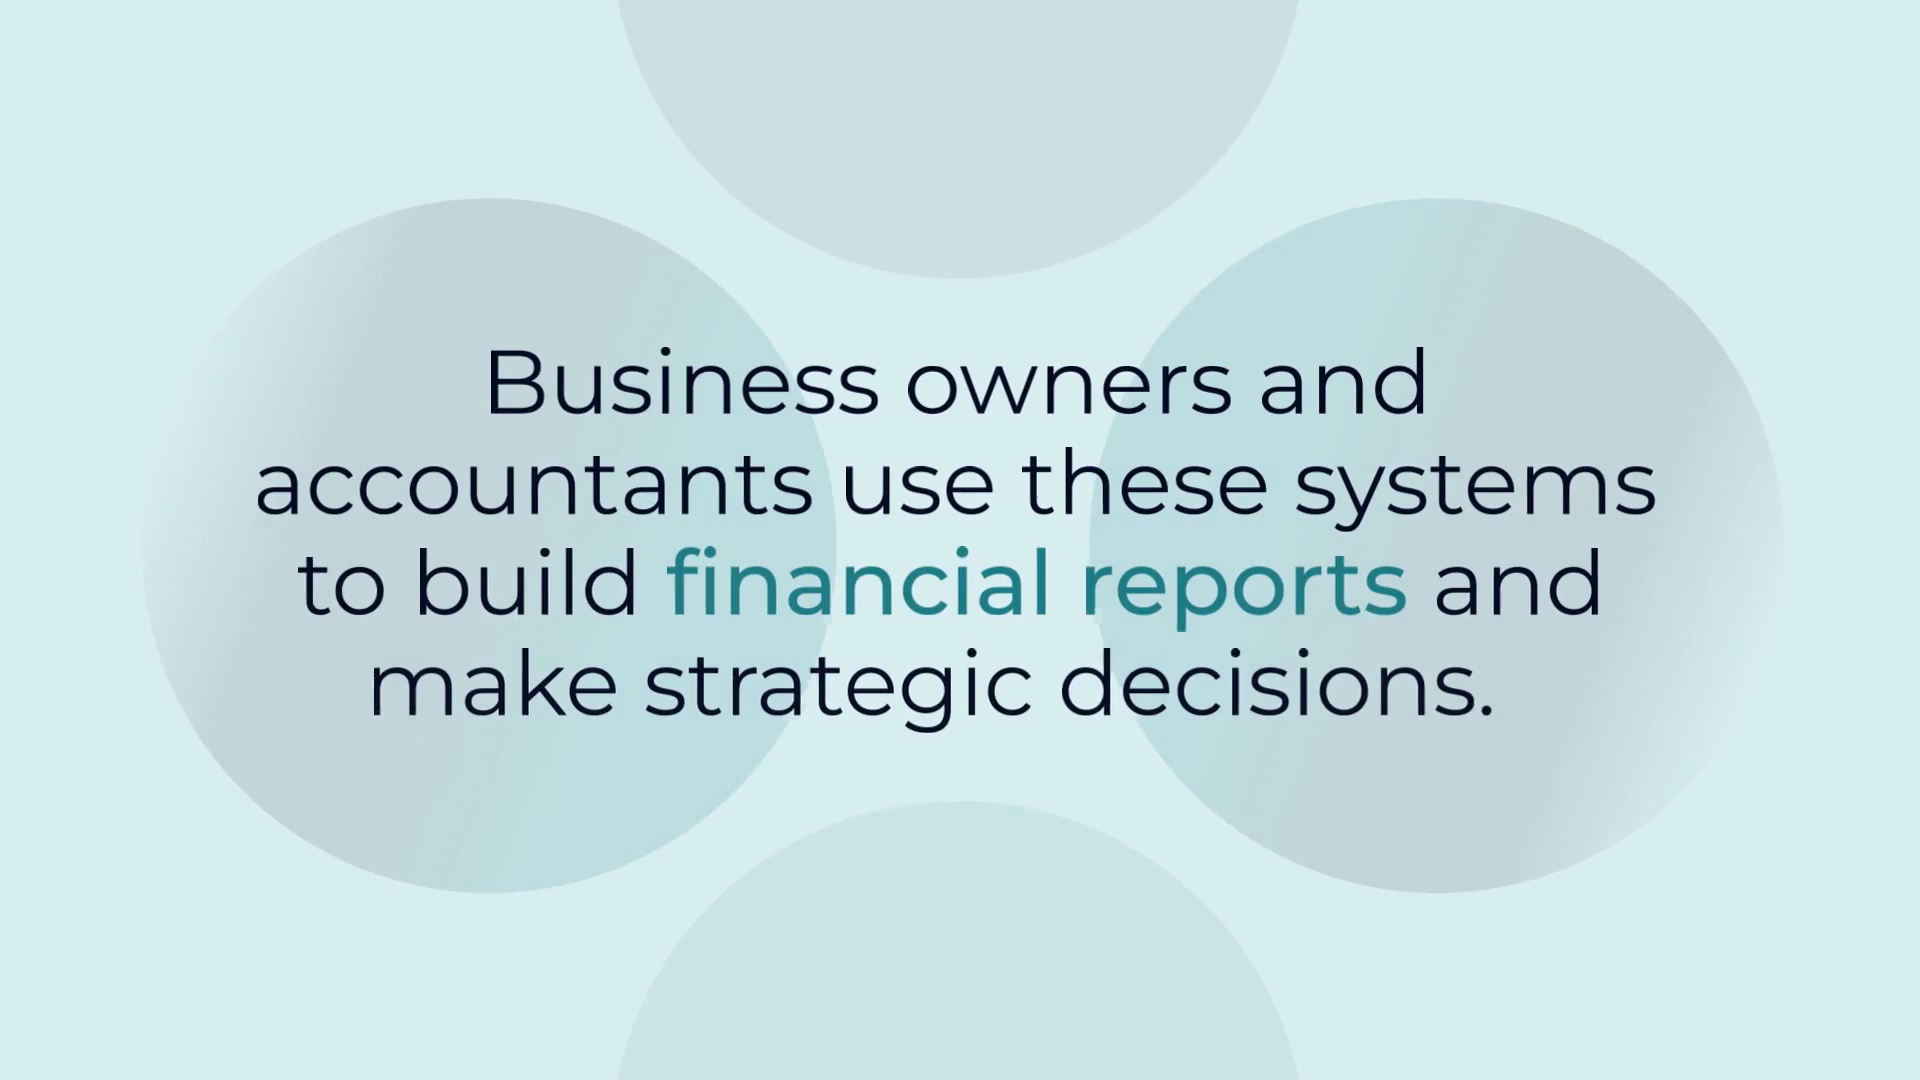 Business owners and
accountants use these systems
to build financial reports and
make strategic decisions.